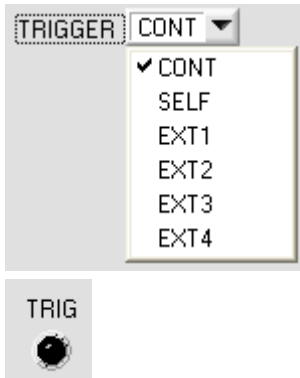 TRIGGER CONT
CONT
SELF
EXT1
EXT2
EXT3
EXT4
TRIG